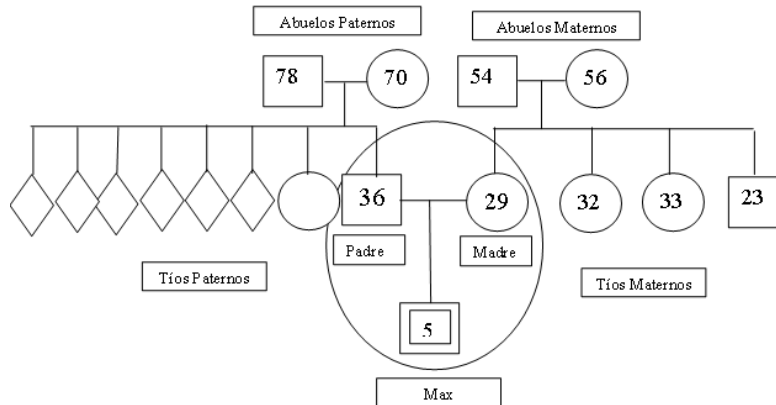 Abuelos Paternos
Abuelos Maternos
78
70
54
56
36
29
32
33
23
Padre
Madre
Tíos Paternos
Tíos Maternos
5
Max